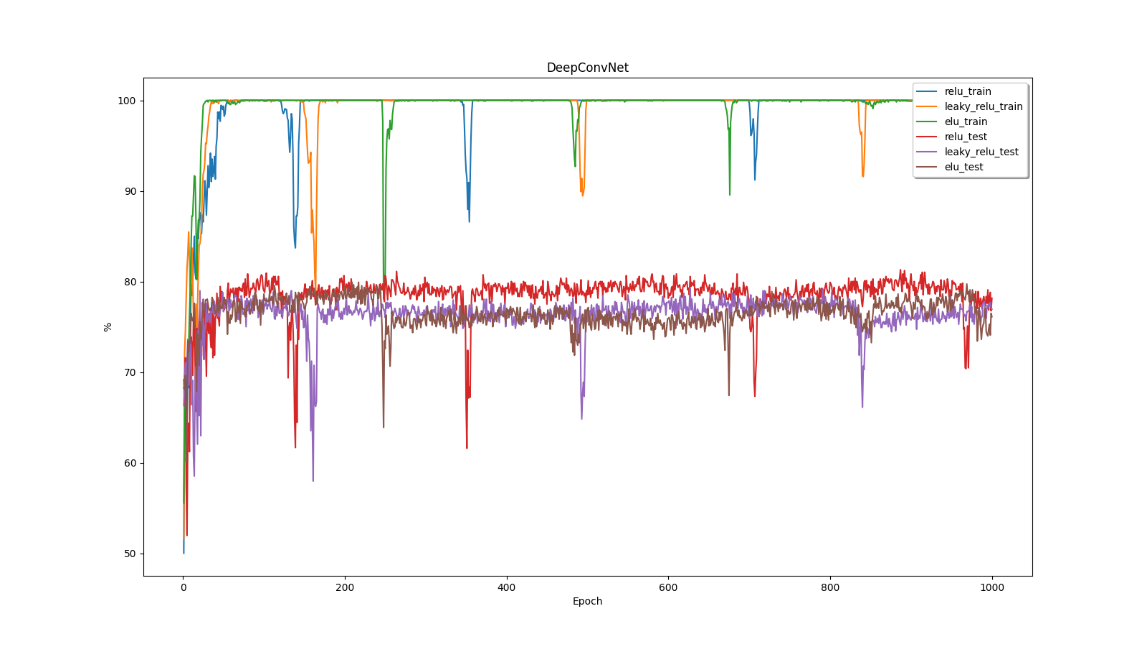 DeepConvNet
100
90
80
70
60
50
%
0
200
400
600
800
1000
Epoch
relu_train
leaky_relu_train
elu_train
relu_test
leaky_relu_test
elu_test